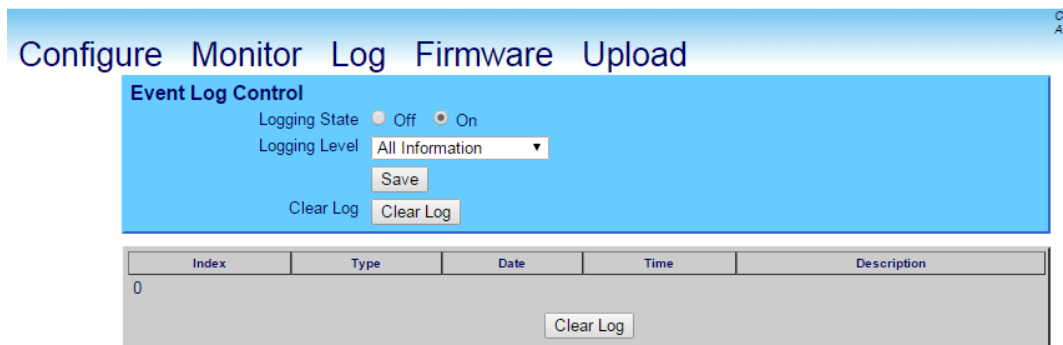 Configure Monitor Log Firmware Upload
Event Log Control
Logging State Off On
Logging Level All Information
Save
Clear Log Clear Log
Index Type Date Time Description
0
Clear Log